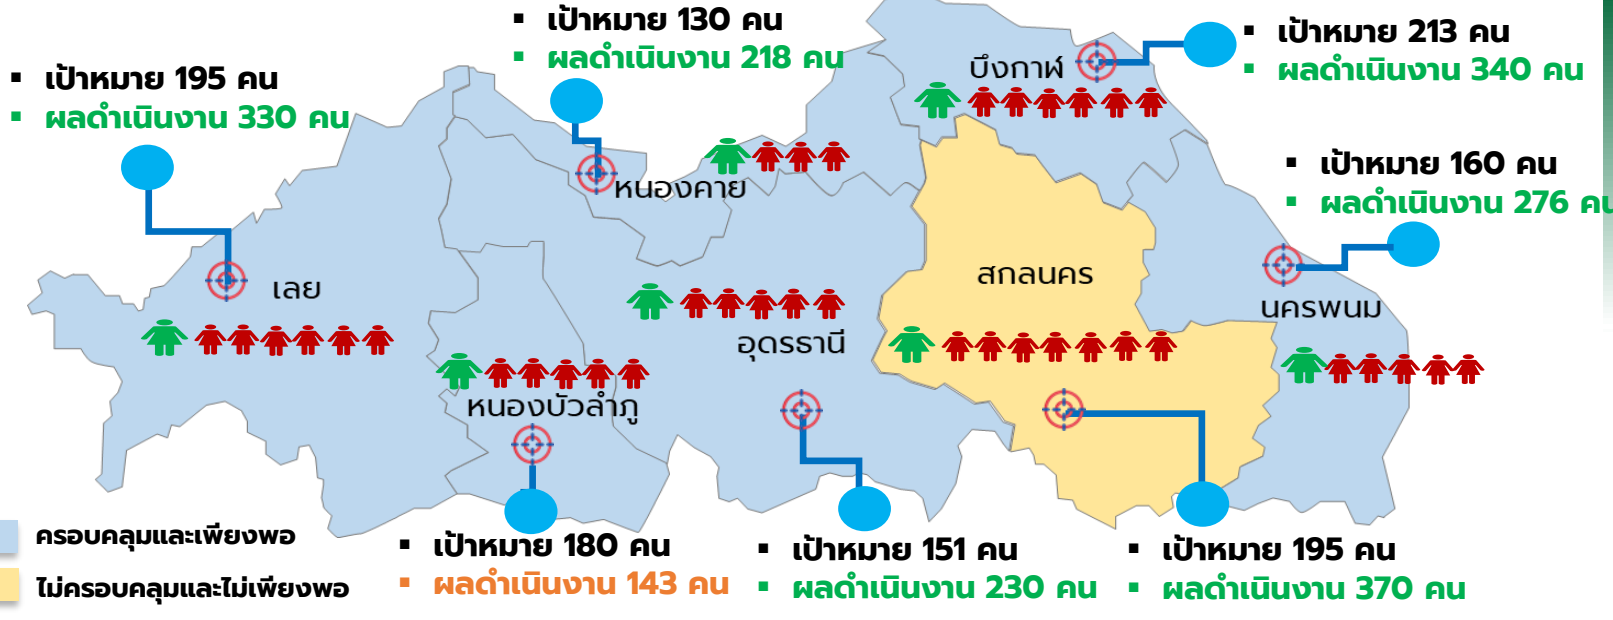 ▪ เป้าหมาย 130 คน
▪ ผลดำเนินงาน 218 คน
▪ เป้าหมาย 213 คน
▪ ผลดำเนินงาน 340 คน
▪ เป้าหมาย 195 คน
▪ ผลดำเนินงาน 330 คน
บึงกาฬ
▪ เป้าหมาย 160 คน
▪ ผลดำเนินงาน 276 คน
หนองคาย
เลย
สกลนคร
นครพนม
อุดรธานี
หนองบัวลำภู
ครอบคลุมและเพียงพอ
ไม่ครอบคลุมและไม่เพียงพอ
▪ เป้าหมาย 180 คน
▪ ผลดำเนินงาน 143 คน
▪ เป้าหมาย 151 คน
▪ ผลดำเนินงาน 230 คน
▪ เป้าหมาย 195 คน
▪ ผลดำเนินงาน 370 คน